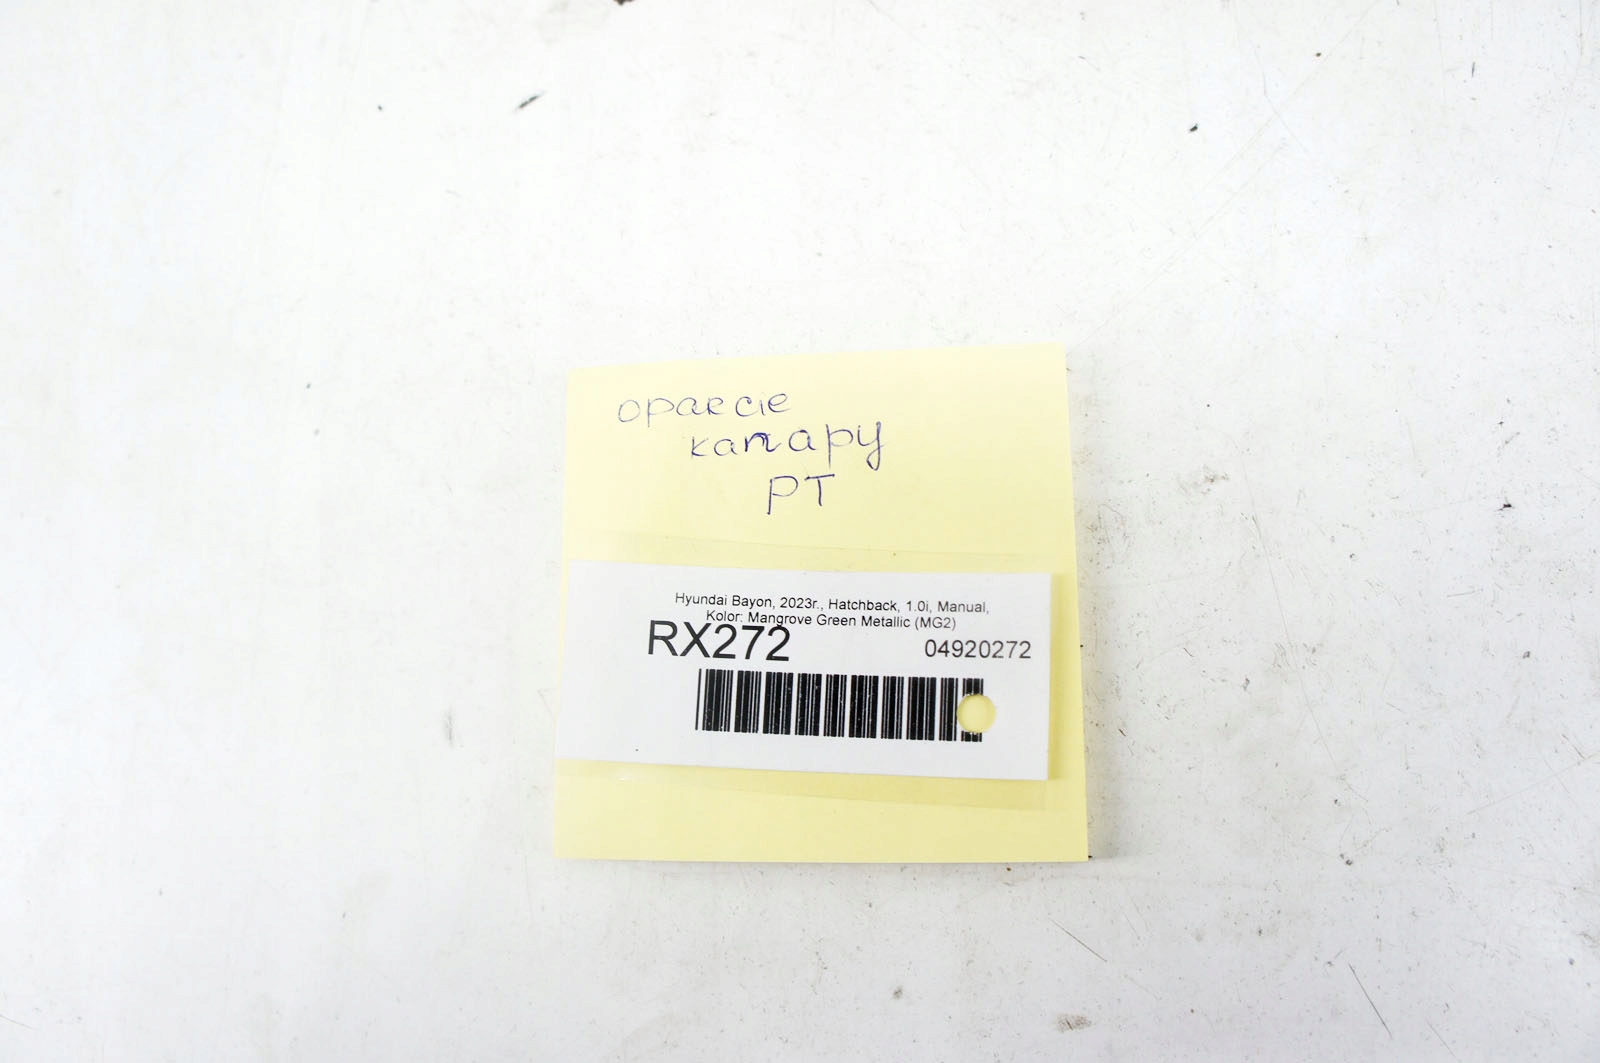 oparcie
kanapy
PT
Hyundai Bayon, 2023r., Hatchback, 1.0i, Manual,
Kolor: Mangrove Green Metallic (MG2)
RX272
04920272